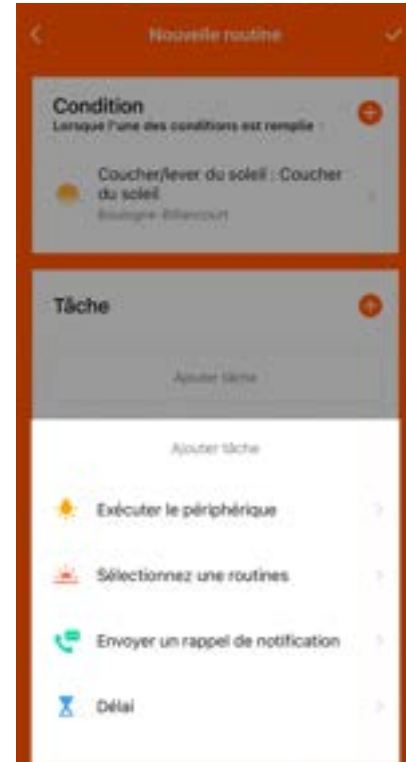 Nouvelle routine
Condition
Lorsque l'une des conditions est remplie :
Coucher/lever du soleil : Coucher
du soleil
Boulogne-Billancourt
Tâche
Ajouter tâche
Ajouter tâche
Exécuter le périphérique
Sélectionnez une routines
Envoyer un rappel de notification
Délai